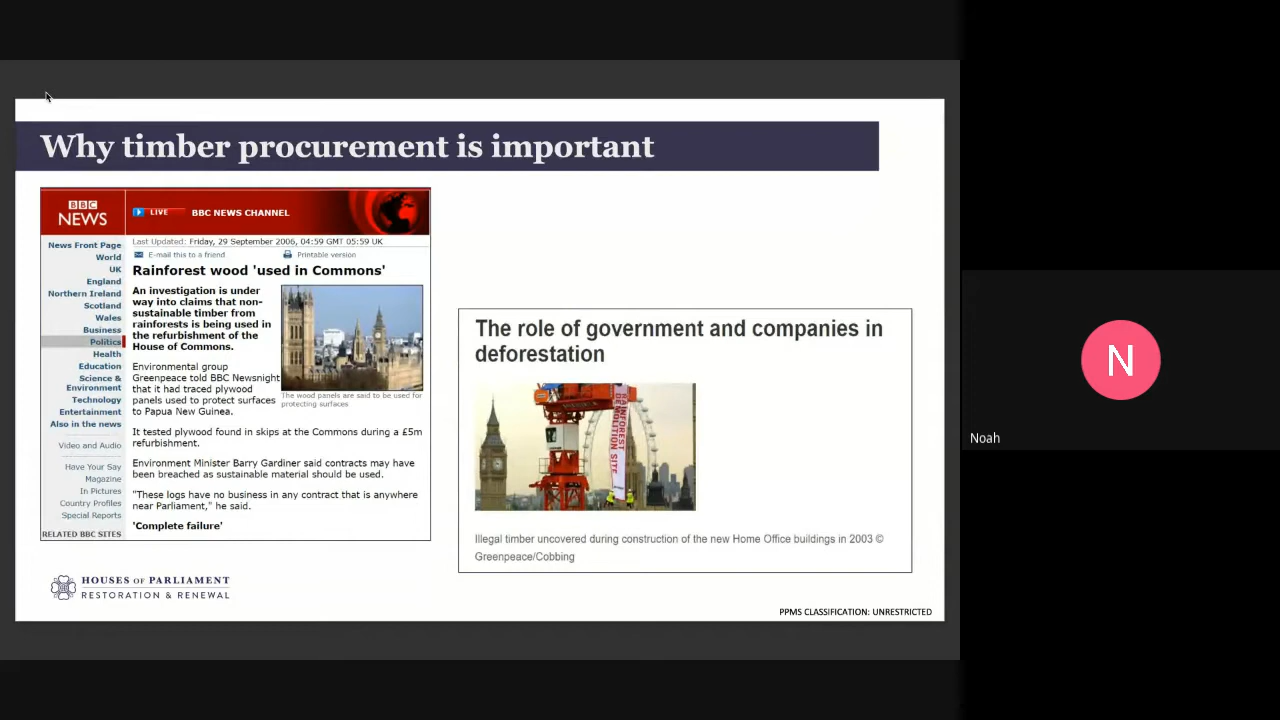 Why timber procurement is important
BBC
NEWS
LIVE
BBC NEWS CHANNEL
News Front Page
World
UK
England
Northern Ireland
Scotland
Wales
Business
Politics
Health
Education
Science &
Environment
Technology
Entertainment
Also in the news
Video and Audio
Have Your Say
Magazine
In Pictures
Country Profiles
Special Reports
RELATED BBC SITES
Last Updated: Friday, 29 September 2006, 04:59 GMT 05:59 UK
E-mail this to a friend
Printable version
Rainforest wood 'used in Commons'
An investigation is under
way into claims that non-
sustainable timber from
rainforests is being used in
the refurbishment of the
House of Commons.
Environmental group
Greenpeace told BBC Newsnight
that it had traced plywood
panels used to protect surfaces
to Papua New Guinea.
The wood panels are said to be used for
protecting surfaces
It tested plywood found in skips at the Commons during a £5m
refurbishment.
Environment Minister Barry Gardiner said contracts may have
been breached as sustainable material should be used.
"These logs have no business in any contract that is anywhere
near Parliament," he said.
'Complete failure'
The role of government and companies in
deforestation
RAINFOREST
DEMOLITION SITE
Illegal timber uncovered during construction of the new Home Office buildings in 2003 ©
Greenpeace/Cobbing
HOUSES OF PARLIAMENT
RESTORATION & RENEWAL
PPMS CLASSIFICATION: UNRESTRICTED
N
Noah